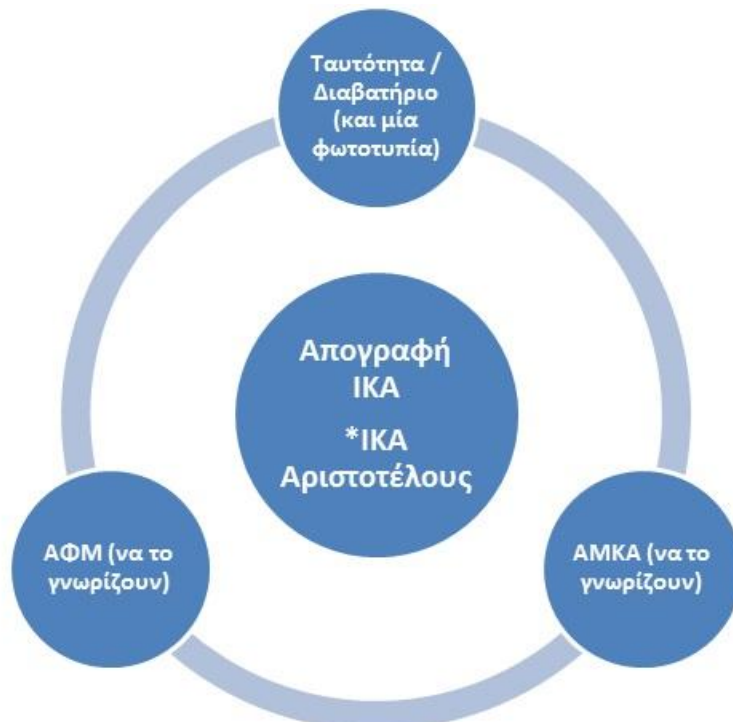 Ταυτότητα /
Διαβατήριο
(και μία
φωτοτυπία)
Απογραφή
ΙΚΑ
*ΙΚΑ
Αριστοτέλους
ΑΦΜ (να το
γνωρίζουν)
ΑΜΚΑ (να το
γνωρίζουν)